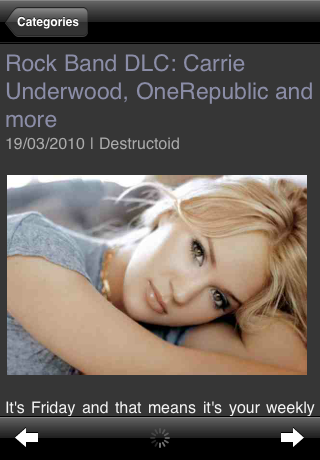 Categories
Rock Band DLC: Carrie
Underwood, OneRepublic and
more
19/03/2010 | Destructoid
It's Friday and that means it's your weekly